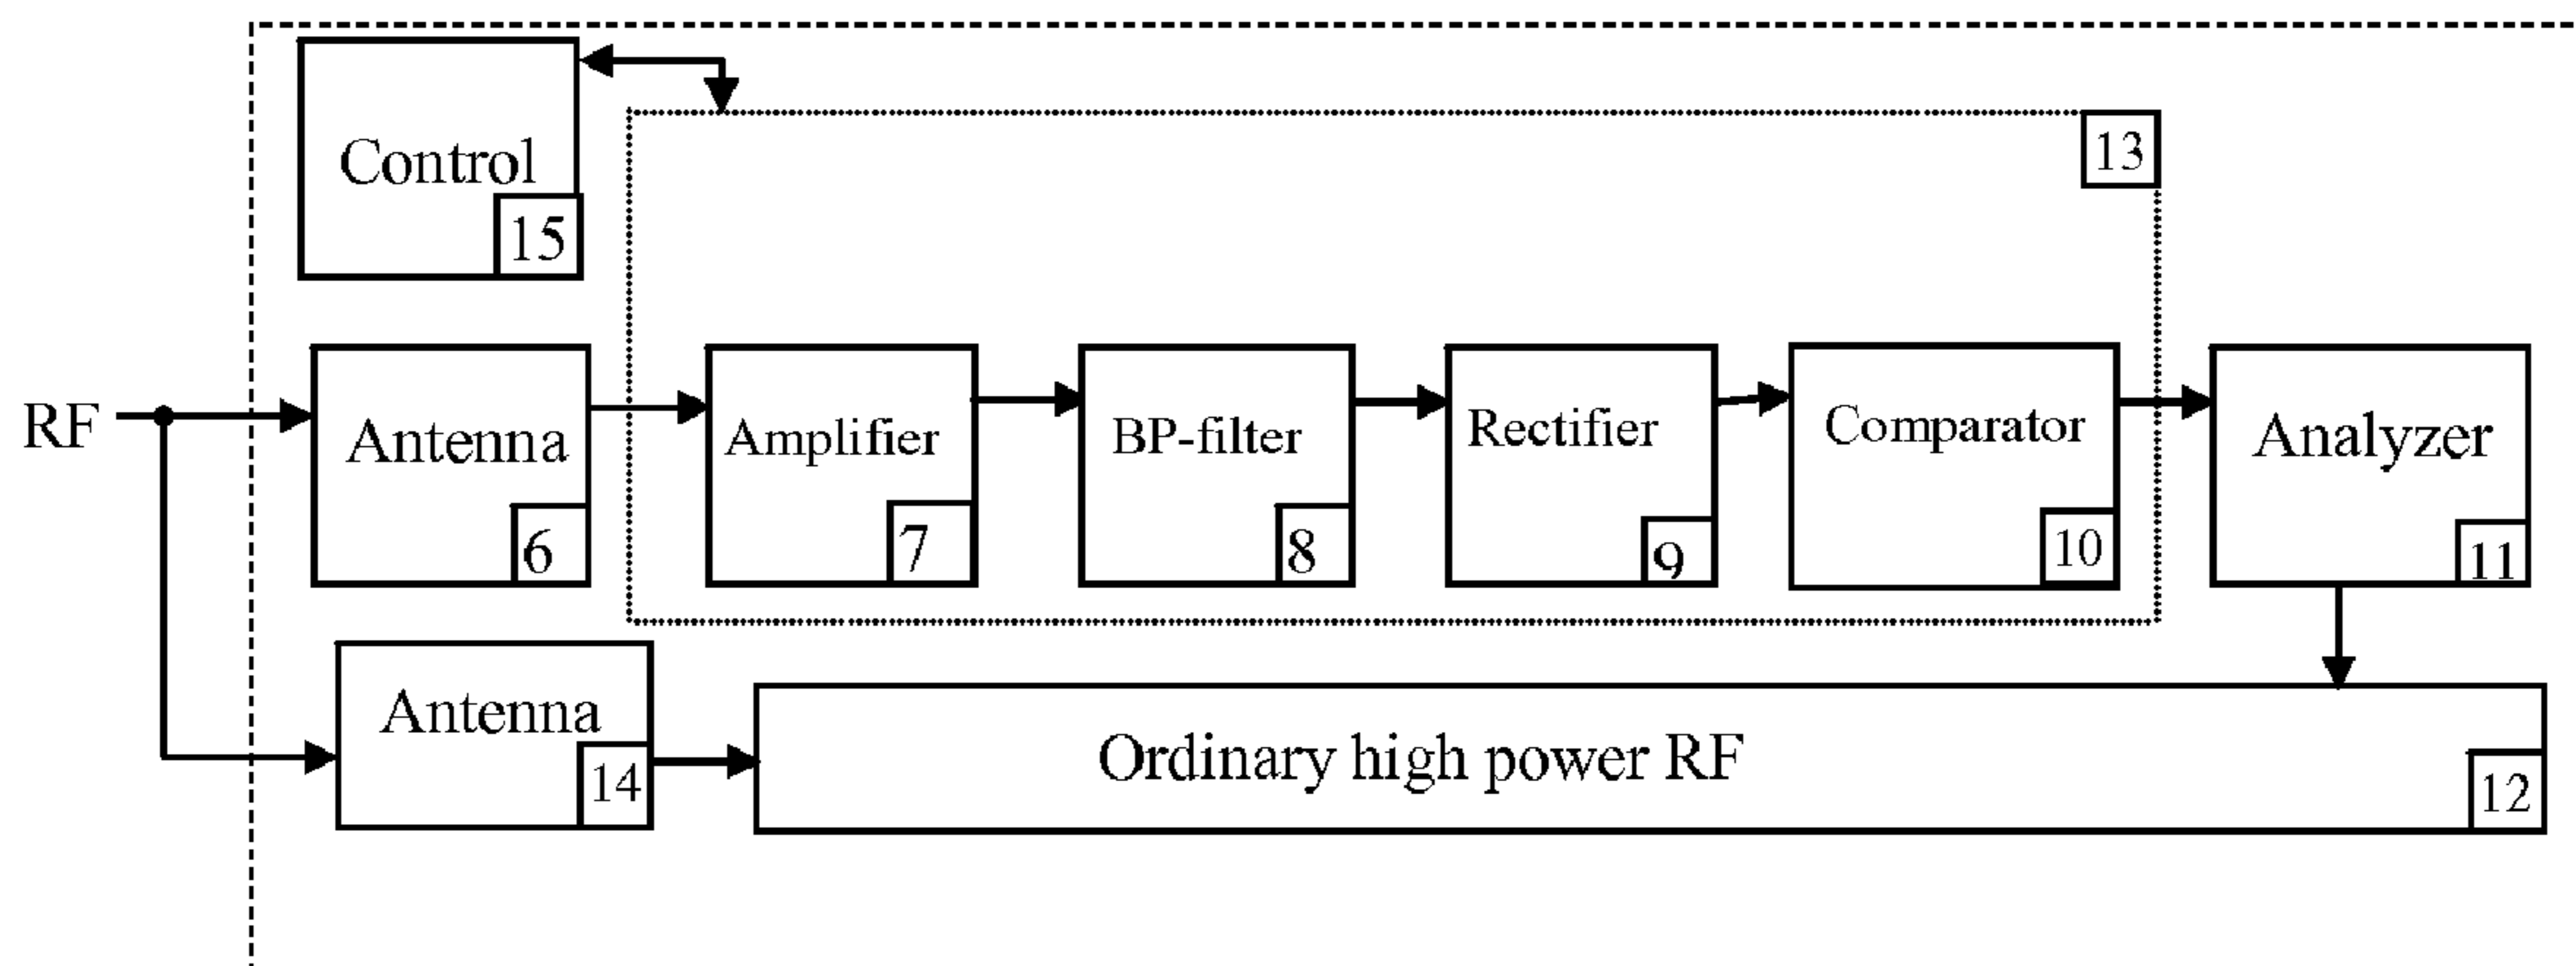 Control
15
13
RF
Antenna
6
Amplifier
7
BP-filter
8
Rectifier
9
Comparator
10
Analyzer
11
Antenna
14
Ordinary high power RF
12